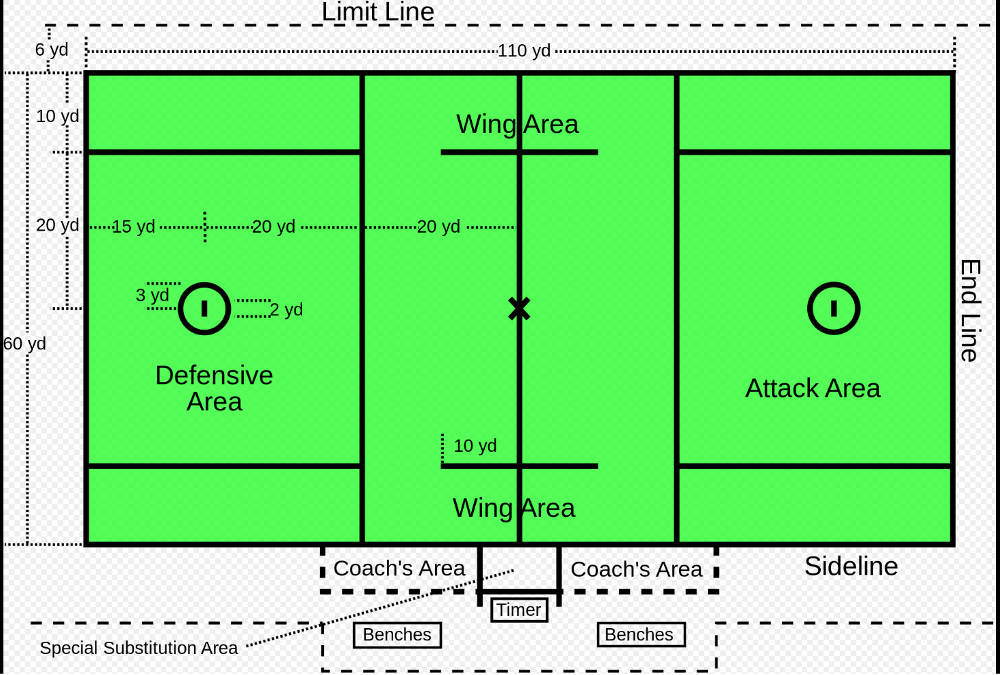 Limit Line
6 yd
110 yd
10 yd
Wing Area
20 yd
15 yd
20 yd
20 yd
3 yd
2 yd
End Line
60 yd
Defensive
Area
Attack Area
10 yd
Wing Area
Coach's Area
Coach's Area
Sideline
Timer
Benches
Benches
Special Substitution Area